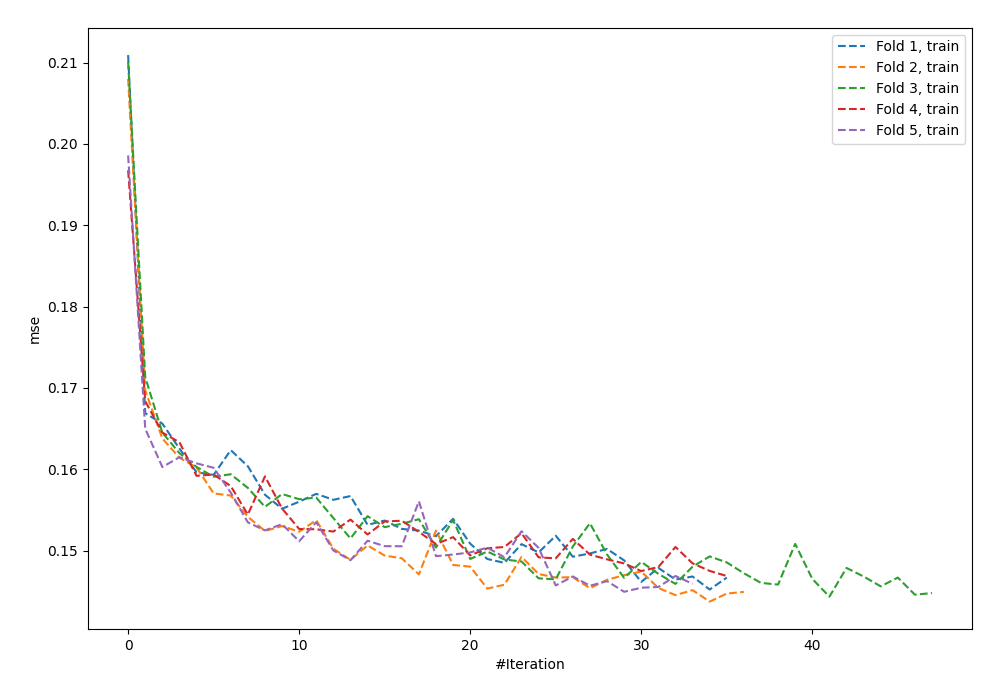 0.21
0.20
0.19
0.18
0.17
0.16
0.15
mse
0
10
20
30
40
#Iteration
Fold 1, train
Fold 2, train
Fold 3, train
Fold 4, train
Fold 5, train